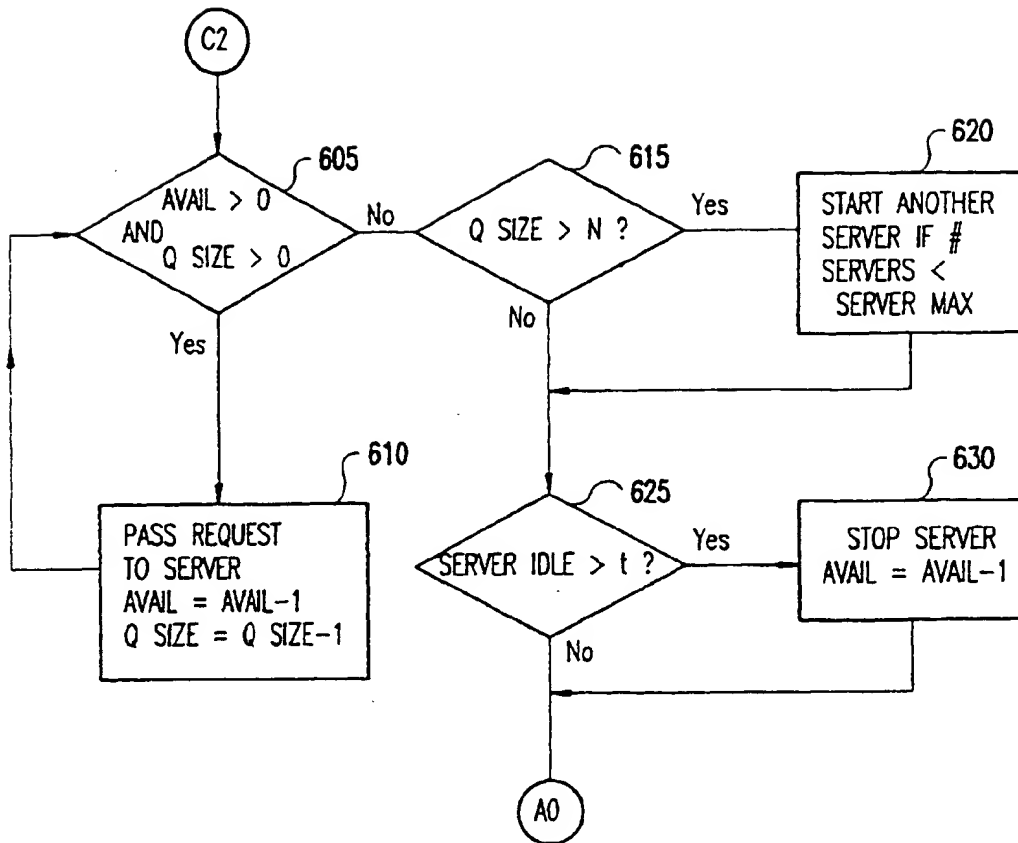 C2
605
AVAIL > 0
AND
Q SIZE > 0
No
Yes
615
Q SIZE > N ?
Yes
No
620
START ANOTHER
SERVER IF #
SERVERS <
SERVER MAX
610
PASS REQUEST
TO SERVER
AVAIL = AVAIL-1
Q SIZE = Q SIZE-1
625
SERVER IDLE > t ?
Yes
No
630
STOP SERVER
AVAIL = AVAIL-1
A0